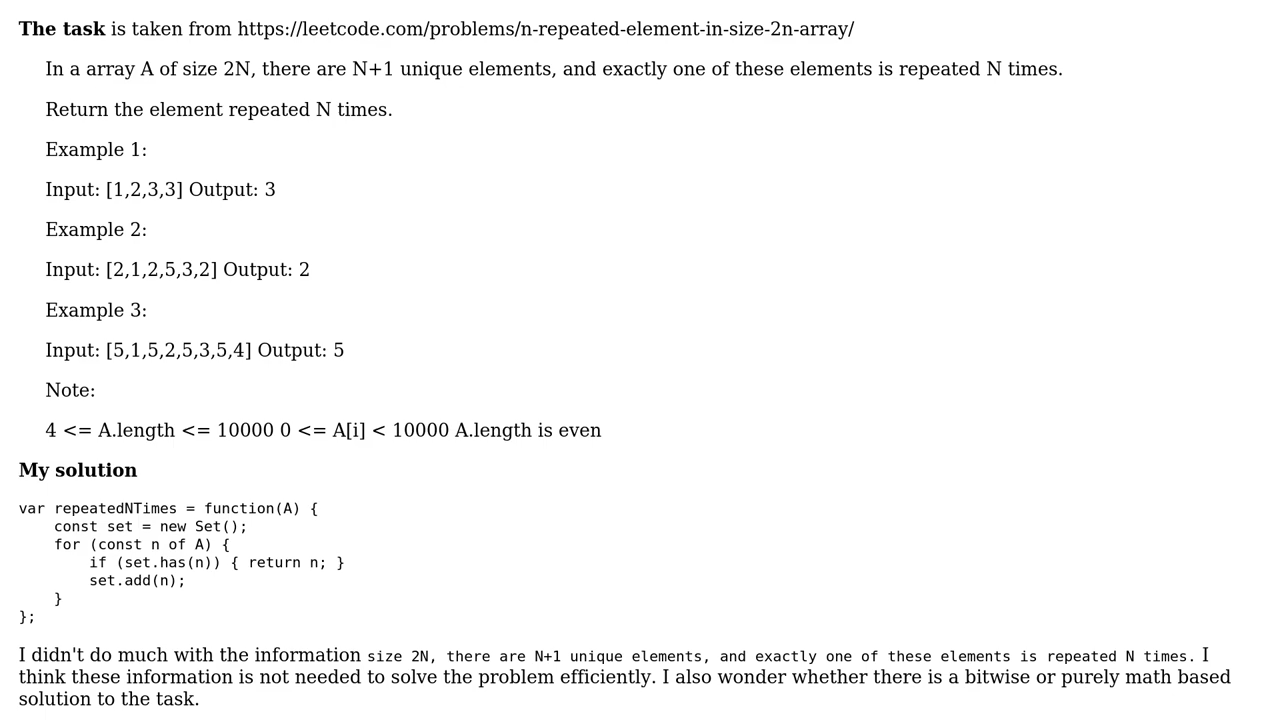 The task is taken from https://leetcode.com/problems/n-repeated-element-in-size-2n-array/
In a array A of size 2N, there are N+1 unique elements, and exactly one of these elements is repeated N times.
Return the element repeated N times.
Example 1:
Input: [1,2,3,3] Output: 3
Example 2:
Input: [2,1,2,5,3,2] Output: 2
Example 3:
Input: [5,1,5,2,5,3,5,4] Output: 5
Note:
4 <= A.length <= 10000 0 <= A[i] < 10000 A.length is even
My solution
var repeatedNTimes = function(A) {
    const set = new Set();
    for (const n of A) {
        if (set.has(n)) { return n; }
        set.add(n);
    }
};
I didn't do much with the information size 2N, there are N+1 unique elements, and exactly one of these elements is repeated N times. I
think these information is not needed to solve the problem efficiently. I also wonder whether there is a bitwise or purely math based
solution to the task.